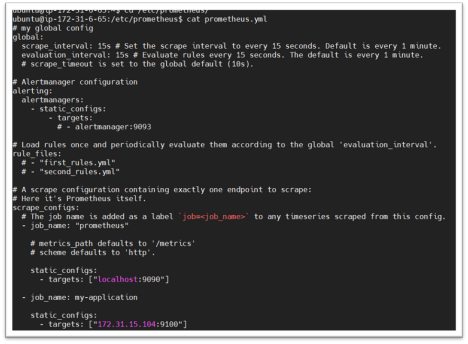 ubuntu@ip-172-31-6-65:~$ cd /etc/prometheus/
ubuntu@ip-172-31-6-65:/etc/prometheus$ cat prometheus.yml
# my global config
global:
  scrape_interval: 15s # Set the scrape interval to every 15 seconds. Default is every 1 minute.
  evaluation_interval: 15s # Evaluate rules every 15 seconds. The default is every 1 minute.
  # scrape_timeout is set to the global default (10s).

# Alertmanager configuration
alerting:
  alertmanagers:
    - static_configs:
        - targets:
          # - alertmanager:9093

# Load rules once and periodically evaluate them according to the global 'evaluation_interval'.
rule_files:
  # - "first_rules.yml"
  # - "second_rules.yml"

# A scrape configuration containing exactly one endpoint to scrape:
# Here it's Prometheus itself.
scrape_configs:
  # The job name is added as a label `job=<job_name>` to any timeseries scraped from this config.
  - job_name: "prometheus"

    # metrics_path defaults to '/metrics'
    # scheme defaults to 'http'.

    static_configs:
      - targets: ["localhost:9090"]

  - job_name: my-application

    static_configs:
      - targets: ["172.31.15.104:9100"]